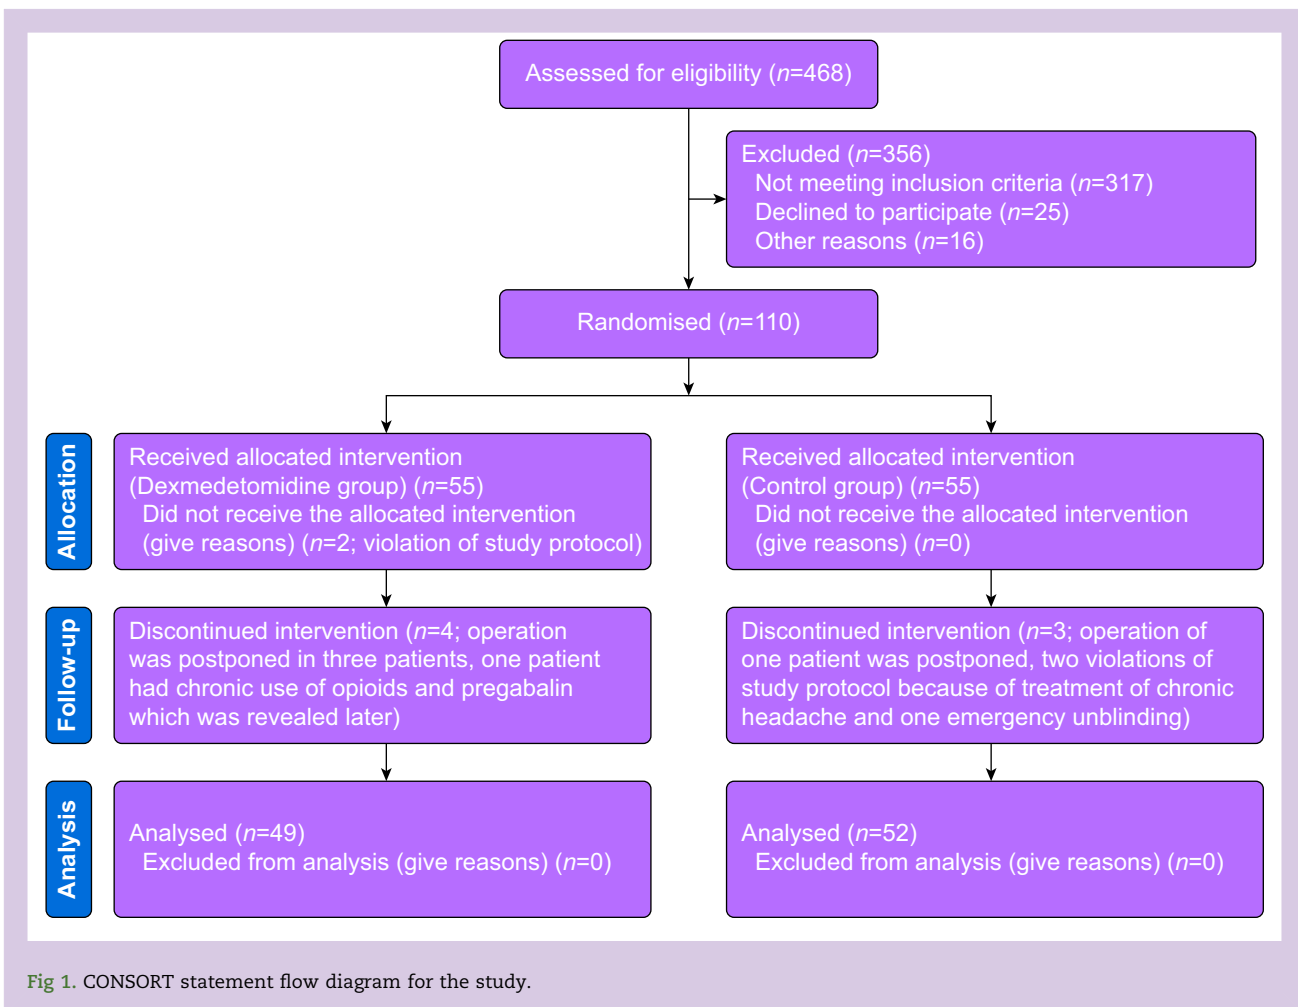 Assessed for eligibility (n=468)
Excluded (n=356)
Not meeting inclusion criteria (n=317)
Declined to participate (n=25)
Other reasons (n=16)
Randomised (n=110)
Allocation
Received allocated intervention
(Dexmedetomidine group) (n=55)
Did not receive the allocated intervention
(give reasons) (n=2; violation of study protocol)
Received allocated intervention
(Control group) (n=55)
Did not receive the allocated intervention
(give reasons) (n=0)
Follow-up
Discontinued intervention (n=4; operation
was postponed in three patients, one patient
had chronic use of opioids and pregabalin
which was revealed later)
Discontinued intervention (n=3; operation of
one patient was postponed, two violations of
study protocol because of treatment of chronic
headache and one emergency unblinding)
Analysis
Analysed (n=49)
Excluded from analysis (give reasons) (n=0)
Analysed (n=52)
Excluded from analysis (give reasons) (n=0)
Fig 1. CONSORT statement flow diagram for the study.